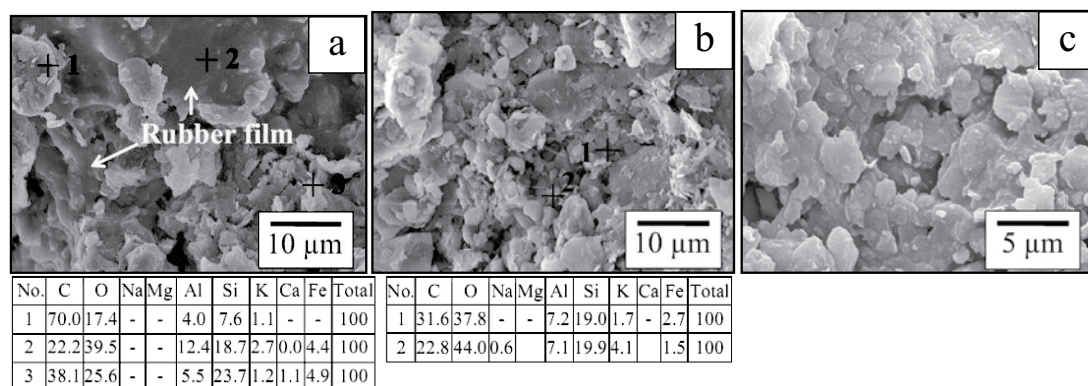 a
+ 1
+ 2
Rubber film
+ 3
10 µm
b
1 +
+ 2
10 µm
c
5 µm
No. C O Na Mg Al Si K Ca Fe Total
1 70.0 17.4 - - 4.0 7.6 1.1 - - 100
2 22.2 39.5 - - 12.4 18.7 2.7 0.0 4.4 100
3 38.1 25.6 - - 5.5 23.7 1.2 1.1 4.9 100
No. C O Na Mg Al Si K Ca Fe Total
1 31.6 37.8 - - 7.2 19.0 1.7 - 2.7 100
2 22.8 44.0 0.6 7.1 19.9 4.1 1.5 100